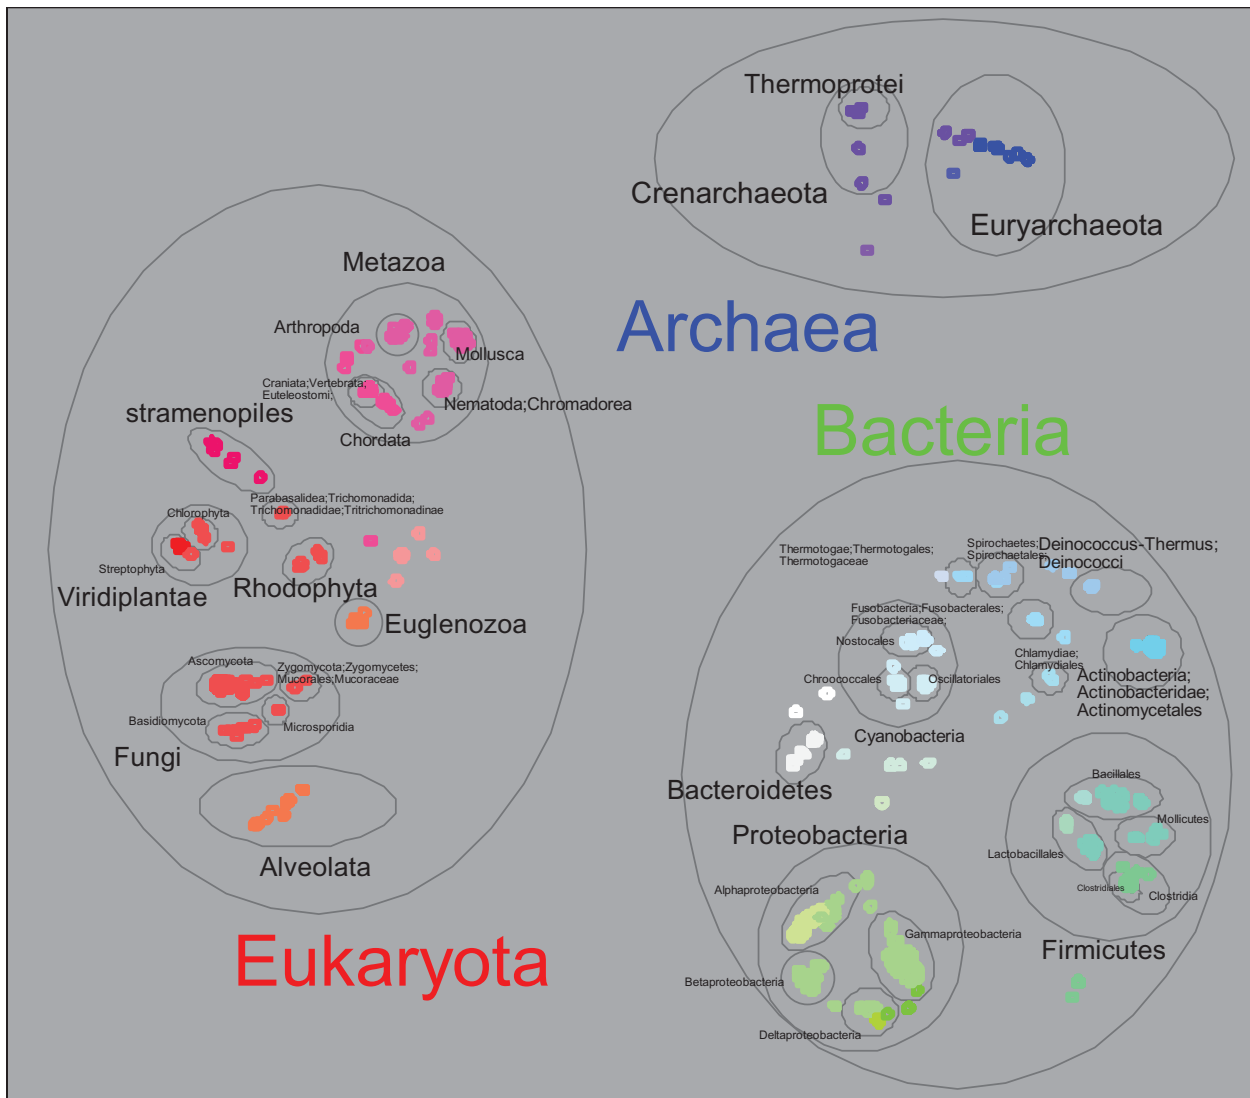 Thermoprotei
Crenarchaeota
Euryarchaeota
Archaea
Metazoa
Arthropoda
Mollusca
Craniata;Vertebrata;
Euteleostomi;
Nematoda;Chromadorea
Chordata
stramenopiles
Parabasalidea;Trichomonadida;
Trichomonadidae;Tritrichomonadinae
Chlorophyta
Streptophyta
Viridiplantae
Rhodophyta
Euglenozoa
Ascomycota
Zygomycota;Zygomycetes;
Mucorales;Mucoraceae
Basidiomycota
Microsporidia
Fungi
Alveolata
Eukaryota
Bacteria
Thermotogae;Thermotogales;
Thermotogaceae
Spirochaetes;
Spirochaetales;
Deinococcus-Thermus;
Deinococci
Fusobacteria;Fusobacterales;
Fusobacteriaceae;
Nostocales
Chroococcales
Oscillatoriales
Chlamydiae;
Chlamydiales
Actinobacteria;
Actinobacteridae;
Actinomycetales
Cyanobacteria
Bacteroidetes
Proteobacteria
Bacillales
Mollicutes
Lactobacillales
Clostridiales
Clostridia
Firmicutes
Alphaproteobacteria
Gammaproteobacteria
Betaproteobacteria
Deltaproteobacteria